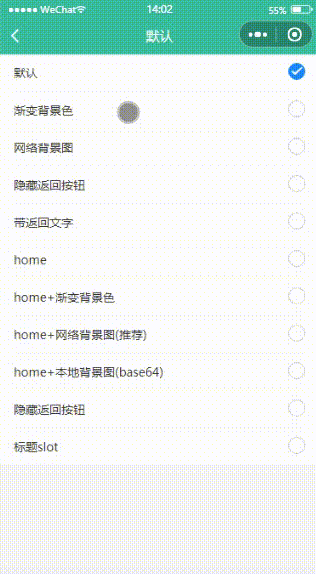 WeChat 14:02 55%
默认
默认
渐变背景色
网络背景图
隐藏返回按钮
带返回文字
home
home+渐变背景色
home+网络背景图(推荐)
home+本地背景图(base64)
隐藏返回按钮
标题slot